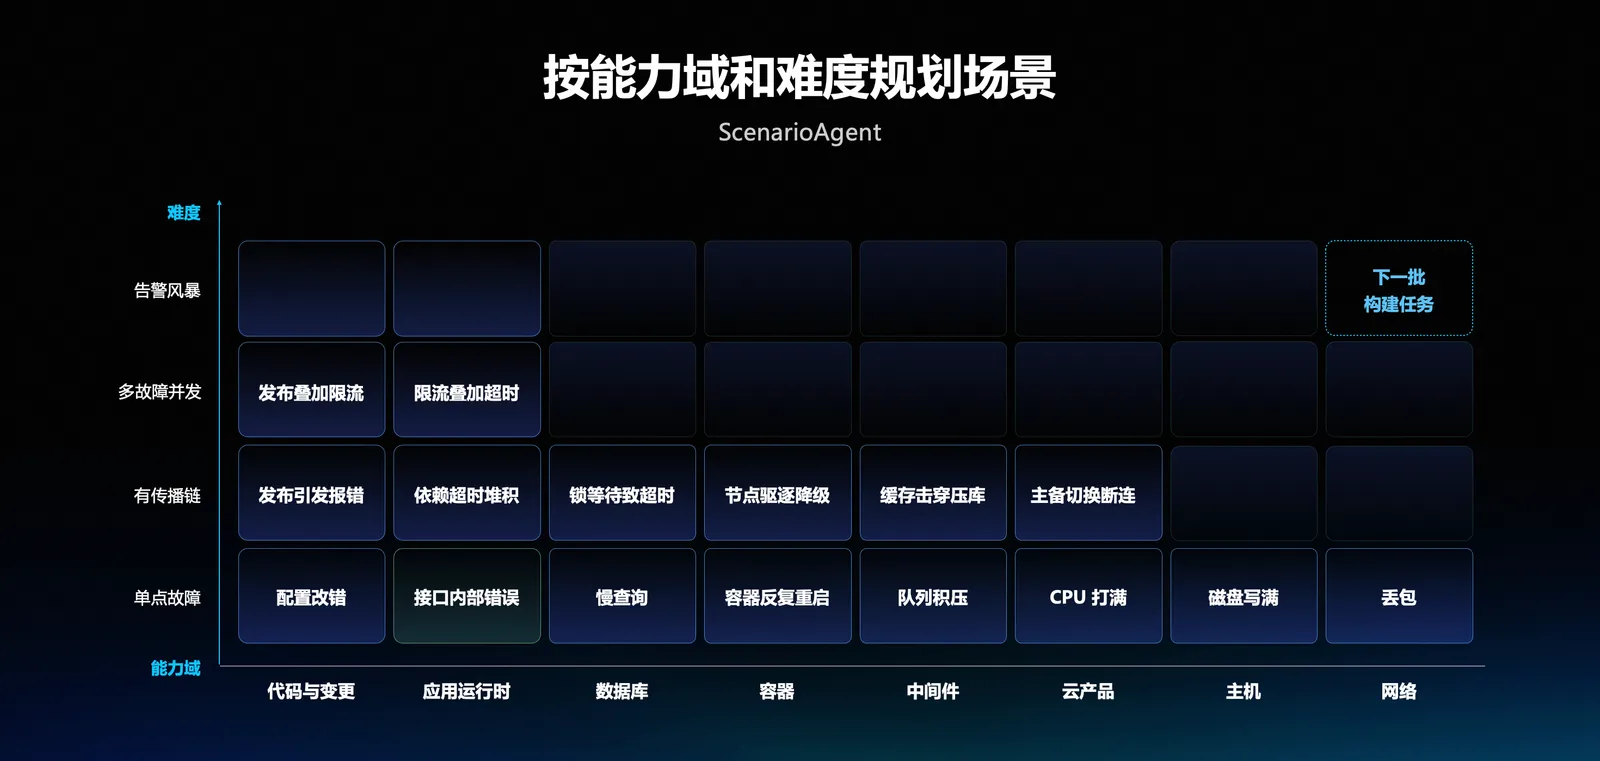 按能力域和难度规划场景
ScenarioAgent
难度
告警风暴
下一批
构建任务
多故障并发
发布叠加限流
限流叠加超时
有传播链
发布引发报错
依赖超时堆积
锁等待致超时
节点驱逐降级
缓存击穿压库
主备切换断连
单点故障
配置改错
接口内部错误
慢查询
容器反复重启
队列积压
CPU 打满
磁盘写满
丢包
能力域
代码与变更
应用运行时
数据库
容器
中间件
云产品
主机
网络